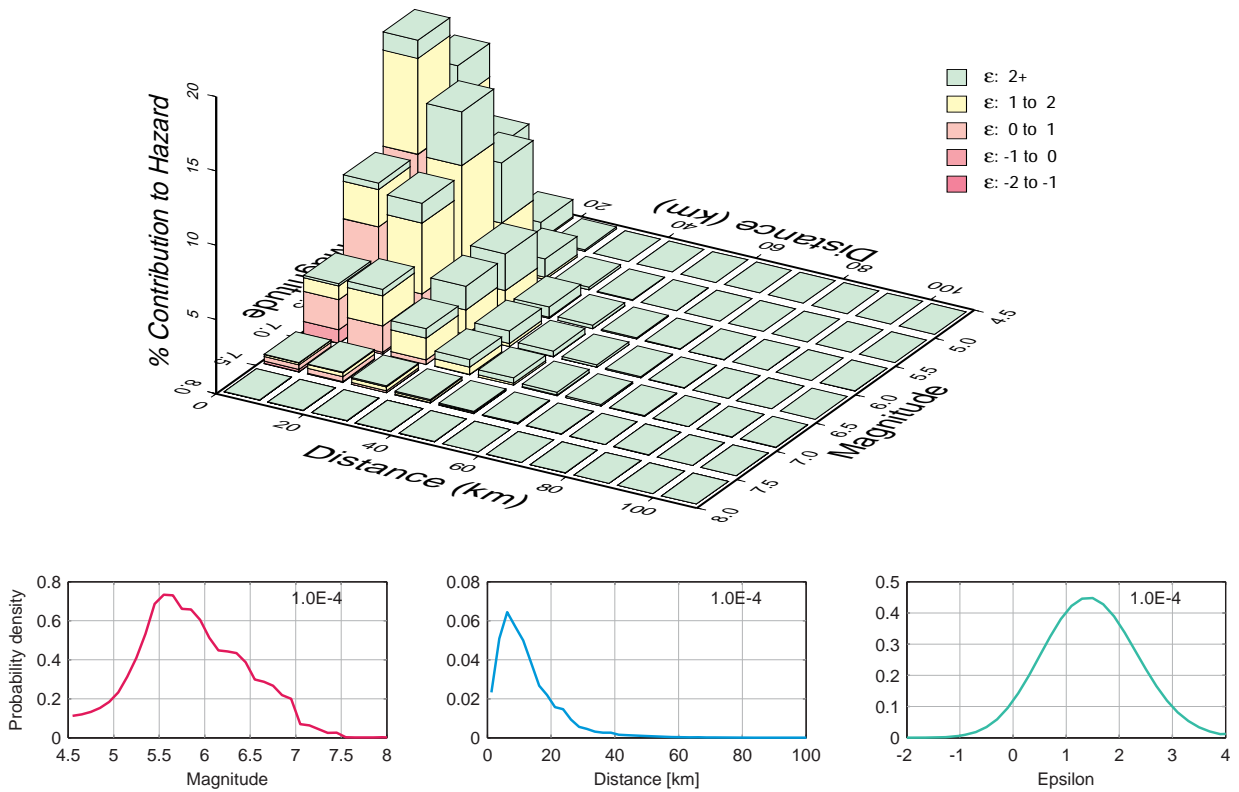 % Contribution to Hazard
20
15
10
5
ε: 2+
ε: 1 to 2
ε: 0 to 1
ε: -1 to 0
ε: -2 to -1
20
40
60
80
100
Distance (km)
Magnitude
7.0
7.5
8.0
0
20
40
60
80
100
Distance (km)
4.5
5.0
5.5
6.0
6.5
7.0
7.5
8.0
Magnitude
Probability density
0.8
0.6
0.4
0.2
0
1.0E-4
4.5 5 5.5 6 6.5 7 7.5 8
Magnitude
0.08
0.06
0.04
0.02
0
1.0E-4
0 20 40 60 80 100
Distance [km]
0.5
0.4
0.3
0.2
0.1
0
1.0E-4
-2 -1 0 1 2 3 4
Epsilon